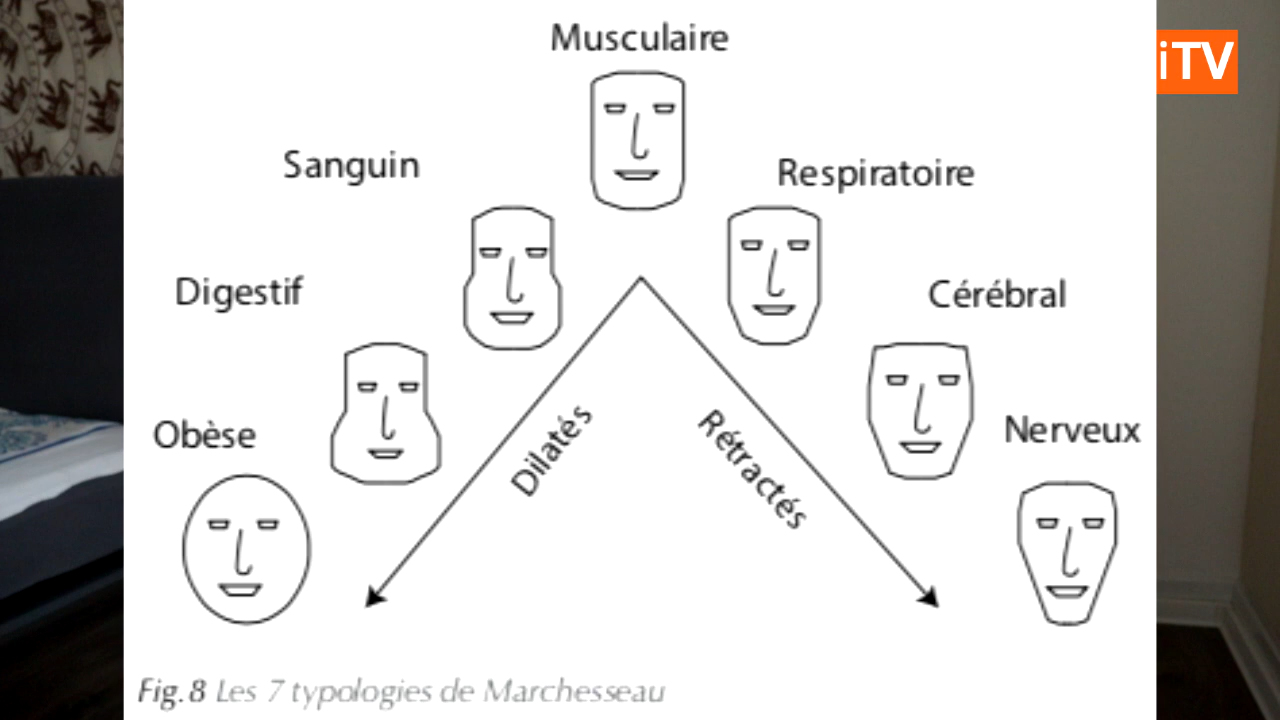 Musculaire
iTV
Sanguin
Respiratoire
Digestif
Cérébral
Dilatés
Rétractés
Obèse
Nerveux
Fig. 8 Les 7 typologies de Marchesseau